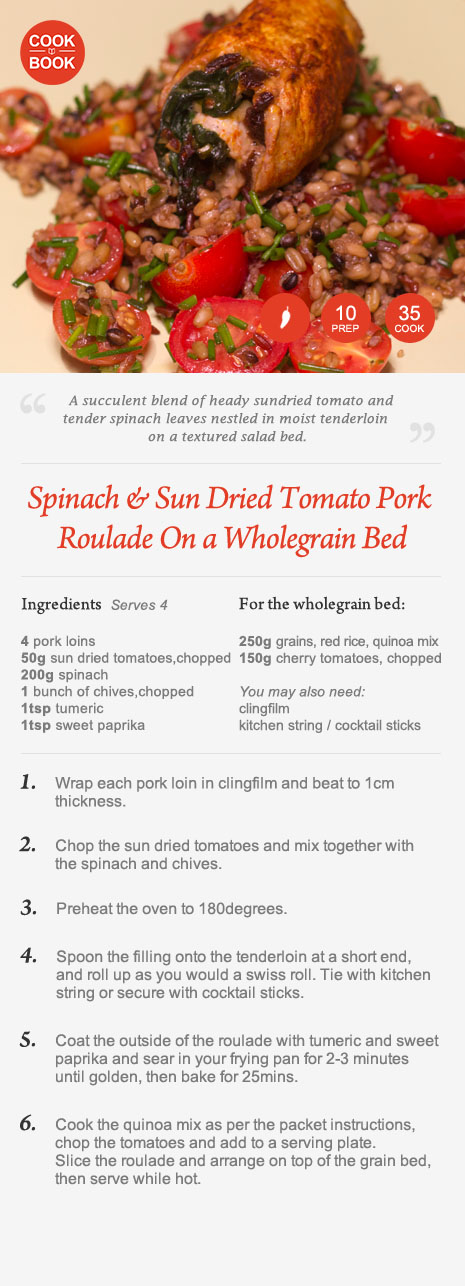 COOK
BOOK
10
PREP
35
COOK
“ A succulent blend of heady sundried tomato and
tender spinach leaves nestled in moist tenderloin
on a textured salad bed. ”
Spinach & Sun Dried Tomato Pork
Roulade On a Wholegrain Bed
Ingredients Serves 4
4 pork loins
50g sun dried tomatoes,chopped
200g spinach
1 bunch of chives,chopped
1tsp tumeric
1tsp sweet paprika
For the wholegrain bed:
250g grains, red rice, quinoa mix
150g cherry tomatoes, chopped
You may also need:
clingfilm
kitchen string / cocktail sticks
1. Wrap each pork loin in clingfilm and beat to 1cm
thickness.
2. Chop the sun dried tomatoes and mix together with
the spinach and chives.
3. Preheat the oven to 180degrees.
4. Spoon the filling onto the tenderloin at a short end,
and roll up as you would a swiss roll. Tie with kitchen
string or secure with cocktail sticks.
5. Coat the outside of the roulade with tumeric and sweet
paprika and sear in your frying pan for 2-3 minutes
until golden, then bake for 25mins.
6. Cook the quinoa mix as per the packet instructions,
chop the tomatoes and add to a serving plate.
Slice the roulade and arrange on top of the grain bed,
then serve while hot.